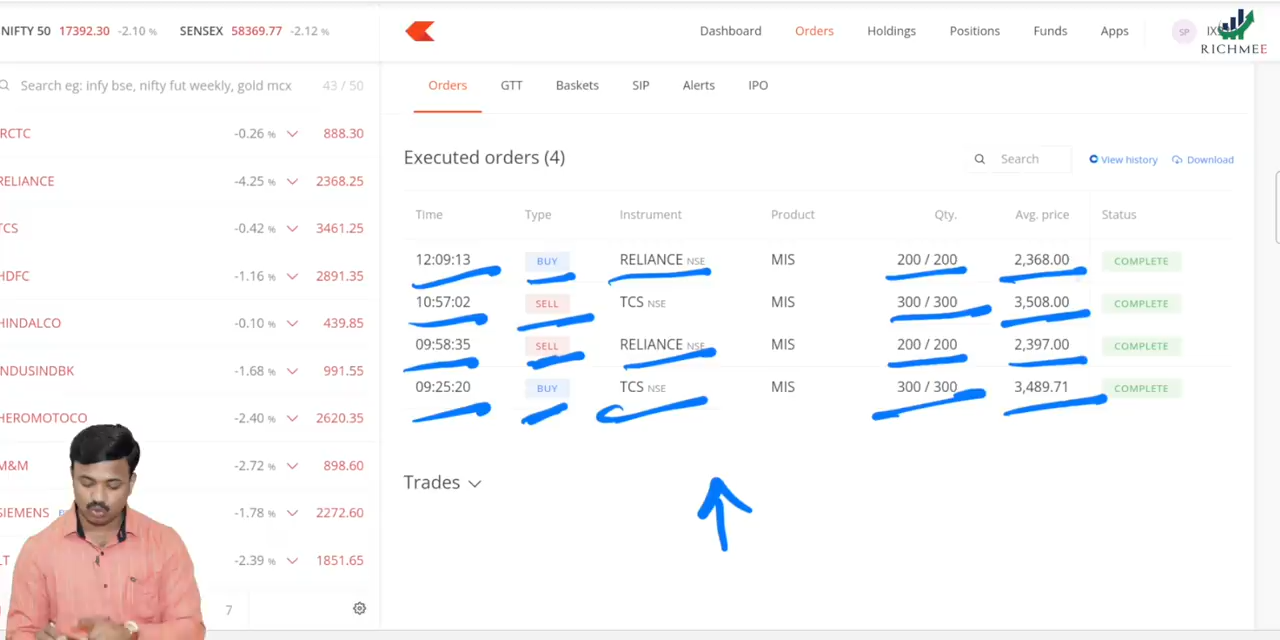 NIFTY 50 17392.30 -2.10 % SENSEX 58369.77 -2.12 %
Dashboard Orders Holdings Positions Funds Apps SP
RICHMEE
Search eg: infy bse, nifty fut weekly, gold mcx 43 / 50
Orders GTT Baskets SIP Alerts IPO
RCTC -0.26 % 888.30
RELIANCE -4.25 % 2368.25
TCS -0.42 % 3461.25
HDFC -1.16 % 2891.35
HINDALCO -0.10 % 439.85
NDUSINDBK -1.68 % 991.55
HEROMOTOCO -2.40 % 2620.35
M&M -2.72 % 898.60
SIEMENS -1.78 % 2272.60
LT -2.39 % 1851.65
7
Executed orders (4) Search View history Download
Time Type Instrument Product Qty. Avg. price Status
12:09:13 BUY RELIANCE NSE MIS 200 / 200 2,368.00 COMPLETE
10:57:02 SELL TCS NSE MIS 300 / 300 3,508.00 COMPLETE
09:58:35 SELL RELIANCE NSE MIS 200 / 200 2,397.00 COMPLETE
09:25:20 BUY TCS NSE MIS 300 / 300 3,489.71 COMPLETE
Trades